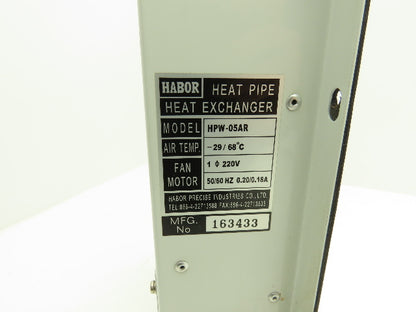 HABOR HEAT PIPE
HEAT EXCHANGER
MODEL HPW-05AR
AIR TEMP. -29/68°C
FAN MOTOR 1 Φ 220V
50/60 HZ 0.20/0.18A
HABOR PRECISE INDUSTRIES CO., LTD.
MFG. No 163433